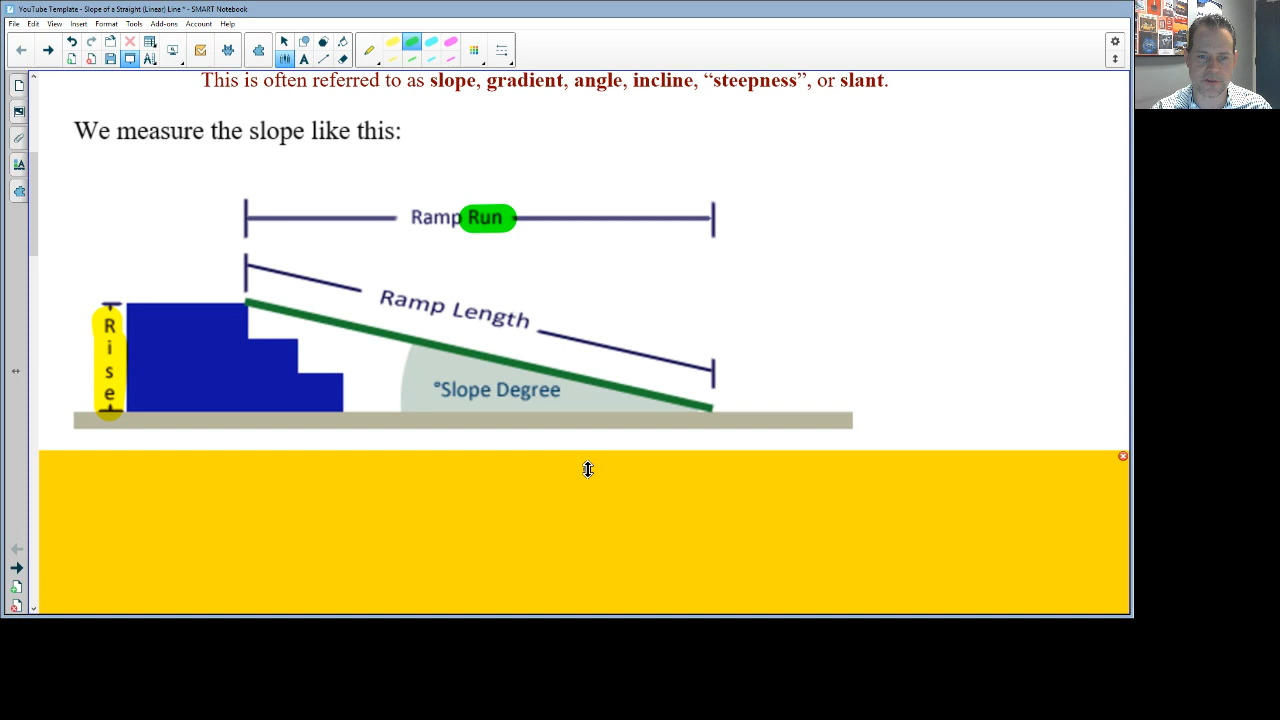 YouTube Template - Slope of a Straight (Linear) Line * - SMART Notebook
File Edit View Insert Format Tools Add-ons Account Help
This is often referred to as slope, gradient, angle, incline, “steepness”, or slant.
We measure the slope like this:
Ramp Run
Ramp Length
Rise
°Slope Degree